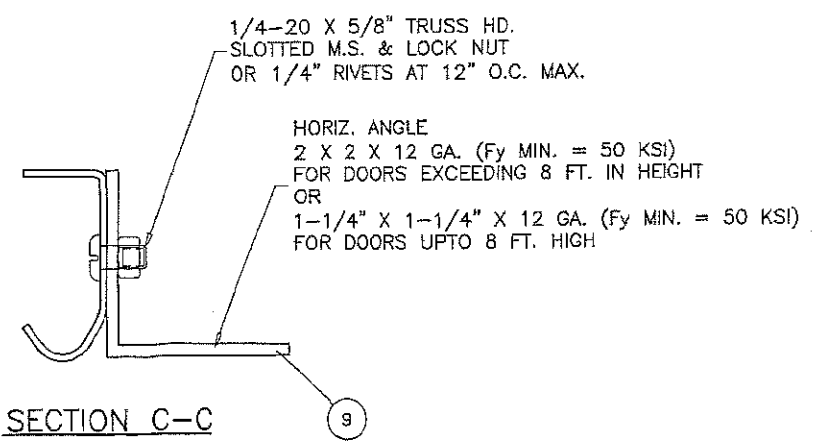 1/4-20 X 5/8" TRUSS HD.
SLOTTED M.S. & LOCK NUT
OR 1/4" RIVETS AT 12" O.C. MAX.
HORIZ. ANGLE
2 X 2 X 12 GA. (Fy MIN. = 50 KSI)
FOR DOORS EXCEEDING 8 FT. IN HEIGHT
OR
1-1/4" X 1-1/4" X 12 GA. (Fy MIN. = 50 KSI)
FOR DOORS UPTO 8 FT. HIGH
SECTION C-C
9